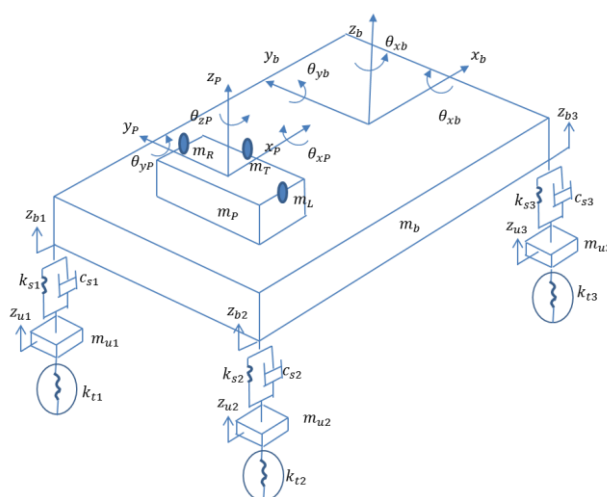 z_b
y_b
x_b
θ_xb
θ_yb
θ_xb
z_P
θ_zP
y_P
x_P
θ_yP
θ_xP
m_R
m_T
m_L
m_P
m_b
z_b3
k_s3
c_s3
z_u3
k_t3
z_b1
k_s1
c_s1
z_u1
m_u1
k_t1
z_b2
k_s2
c_s2
z_u2
m_u2
k_t2